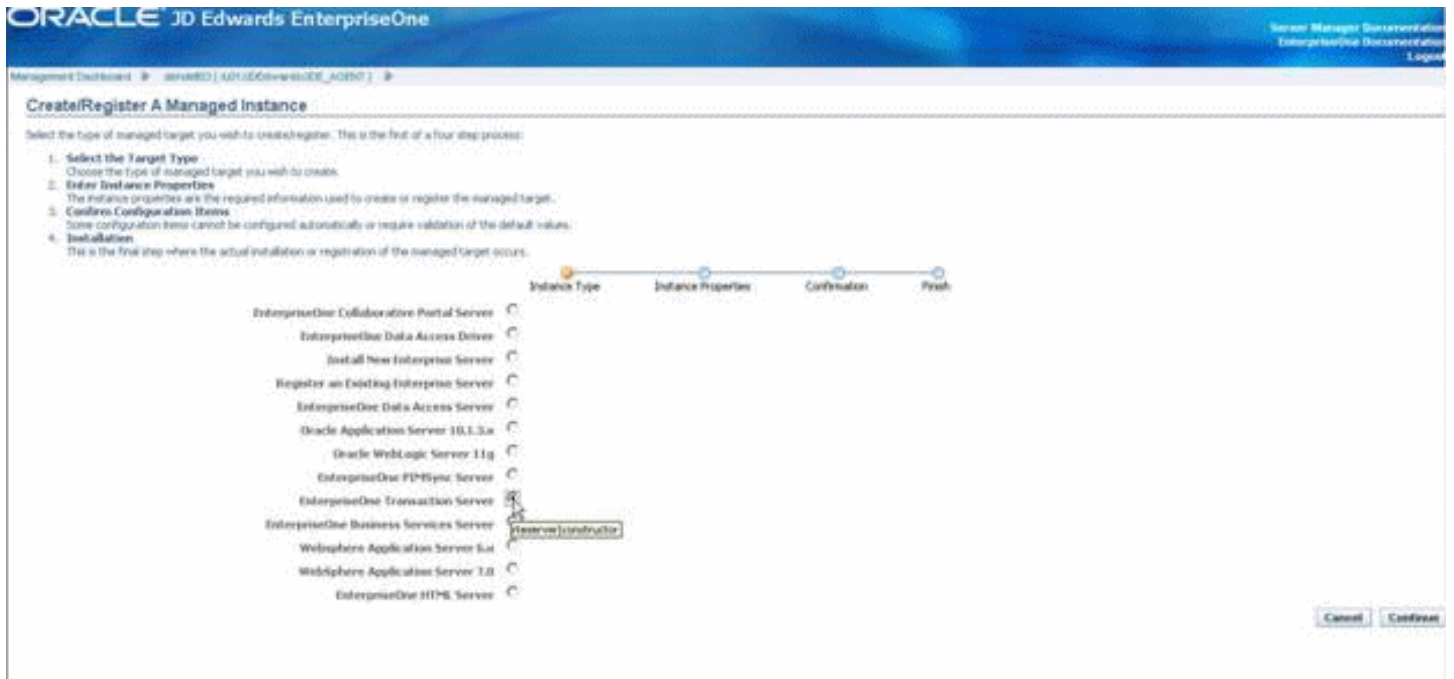 ORACLE JD Edwards EnterpriseOne
Server Manager Documentation
EnterpriseOne Documentation
Logout
Management Dashboard
Create/Register A Managed Instance
Select the type of managed target you wish to create/register. This is the first of a four step process:
1. Select the Target Type
Choose the type of managed target you wish to create.
2. Enter Instance Properties
The instance properties are the required information used to create or register the managed target.
3. Confirm Configuration Items
Some configuration items cannot be configured automatically or require validation of the default values.
4. Installation
This is the final step where the actual installation or registration of the managed target occurs.
Instance Type Instance Properties Confirmation Finish
EnterpriseOne Collaborative Portal Server
EnterpriseOne Data Access Driver
Install New Enterprise Server
Register an Existing Enterprise Server
EnterpriseOne Data Access Server
Oracle Application Server 10.1.3.x
Oracle WebLogic Server 11g
EnterpriseOne PIMSync Server
EnterpriseOne Transaction Server
EnterpriseOne Business Services Server
Websphere Application Server 6.x
WebSphere Application Server 7.0
EnterpriseOne HTML Server
Cancel Continue